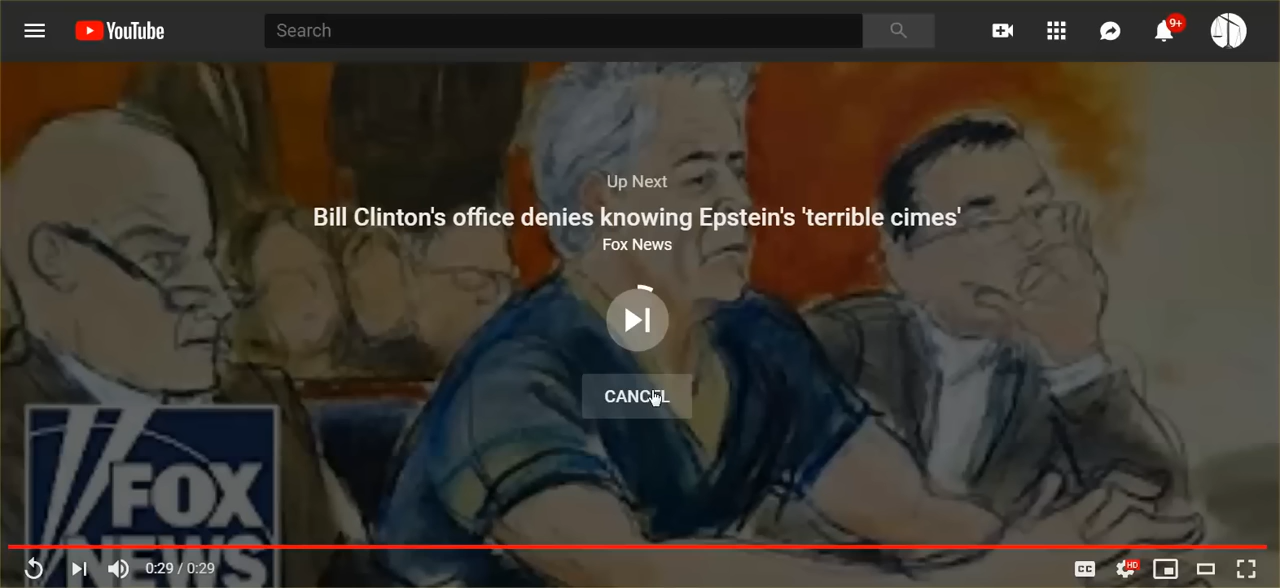 YouTube
Search
9+
Up Next
Bill Clinton's office denies knowing Epstein's 'terrible cimes'
Fox News
CANCEL
FOX
NEWS
0:29 / 0:29
CC
HD